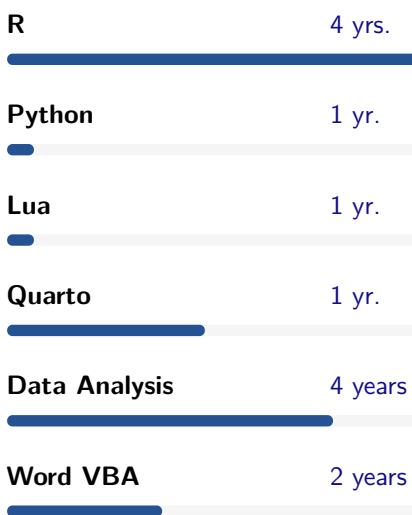 R 4 yrs.
Python 1 yr.
Lua 1 yr.
Quarto 1 yr.
Data Analysis 4 years
Word VBA 2 years